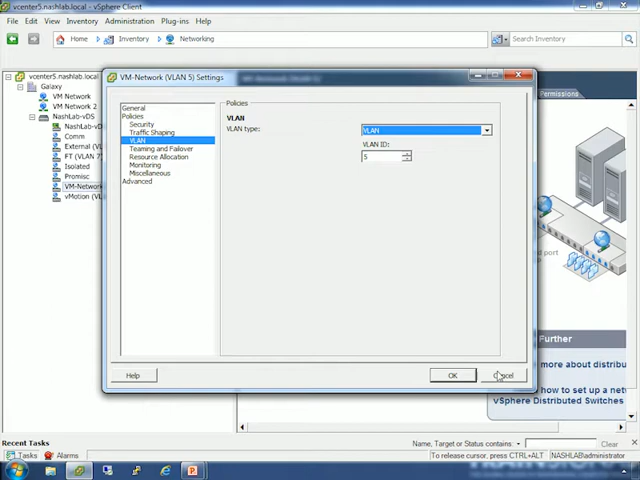 vcenter5.nashlab.local - vSphere Client
File Edit View Inventory Administration Plug-ins Help
Home Inventory Networking Search Inventory
vcenter5.nashlab.local
Galaxy
VM Network
VM Network 2
NashLab-vDS
NashLab-vD
Comm
External (V
FT (VLAN 7)
Isolated
Promisc
VM-Network
vMotion (VL
VM-Network (VLAN 5) Settings
General
Policies
Security
Traffic Shaping
VLAN
Teaming and Failover
Resource Allocation
Monitoring
Miscellaneous
Advanced
Policies
VLAN
VLAN type: VLAN
VLAN ID:
5
Help OK Cancel
Permissions
Further
more about distribu
how to set up a net
vSphere Distributed Switches
Recent Tasks Name, Target or Status contains: Clear
Tasks Alarms To release cursor, press CTRL+ALT NASHLAB\administrator